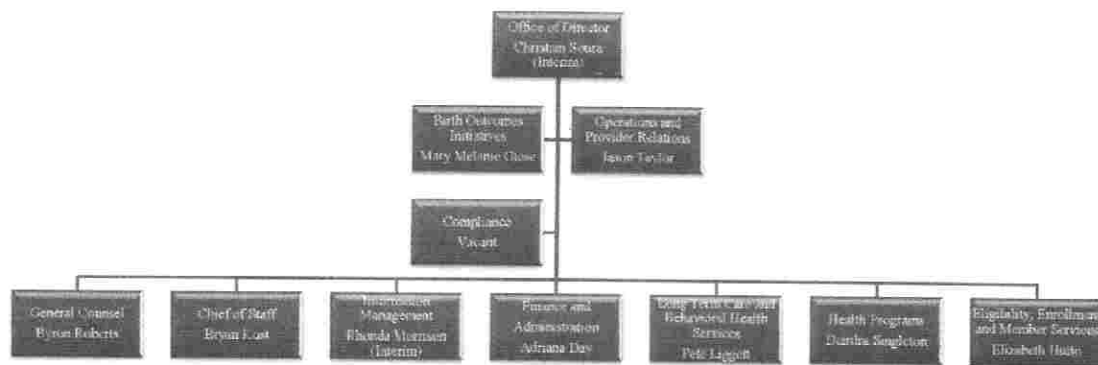 Office of Director
Christian Soura
(Interim)
Birth Outcomes
Initiatives
Mary Melanie
Operations and
Provider Relations
Jason Taylor
Compliance
Vacant
General Counsel
Byron Roberts
Chief of Staff
Bryan Kost
Information
Management
Rhonda Morrison
(Interim)
Finance and
Administration
Adriana Day
Long Term Care and
Behavioral Health
Services
Pete Liggett
Health Programs
Deirdra Singleton
Eligibility, Enrollment
and Member Services
Elizabeth Hutto